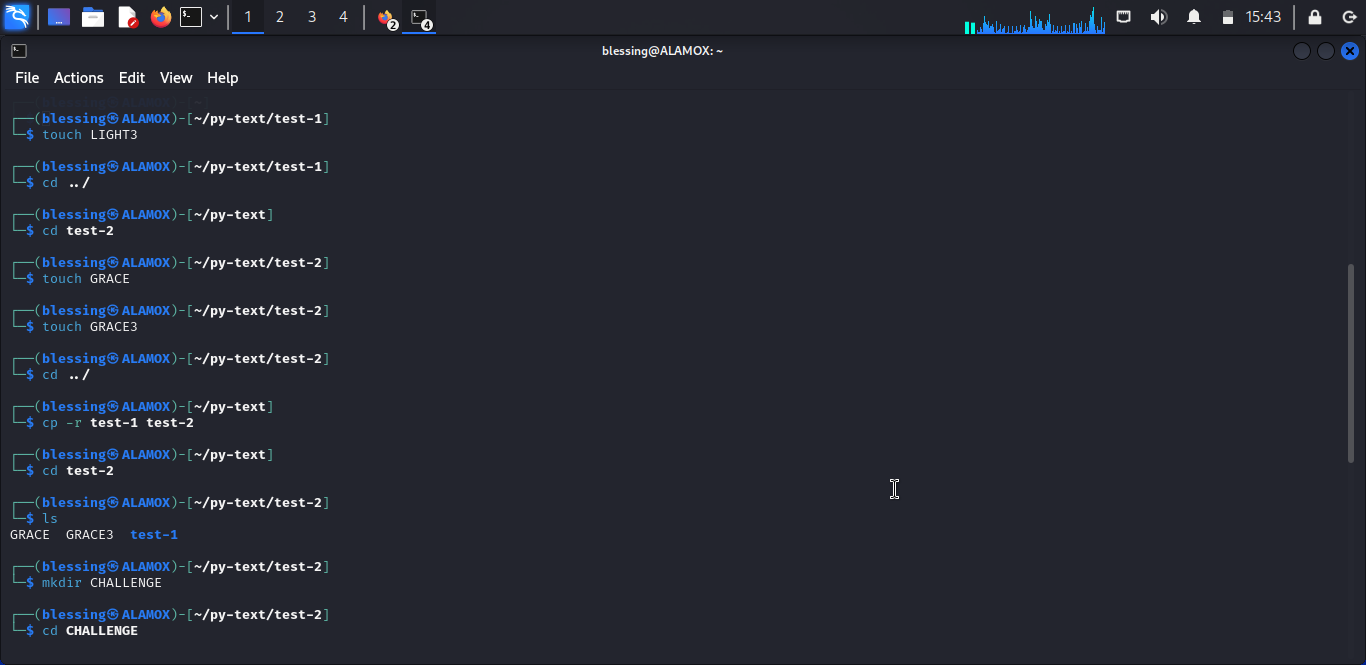 1 2 3 4 2 4 15:43
blessing@ALAMOX: ~
File Actions Edit View Help
┌──(blessing㉿ALAMOX)-[~/py-text/test-1]
└─$ touch LIGHT3
┌──(blessing㉿ALAMOX)-[~/py-text/test-1]
└─$ cd ../
┌──(blessing㉿ALAMOX)-[~/py-text]
└─$ cd test-2
┌──(blessing㉿ALAMOX)-[~/py-text/test-2]
└─$ touch GRACE
┌──(blessing㉿ALAMOX)-[~/py-text/test-2]
└─$ touch GRACE3
┌──(blessing㉿ALAMOX)-[~/py-text/test-2]
└─$ cd ../
┌──(blessing㉿ALAMOX)-[~/py-text]
└─$ cp -r test-1 test-2
┌──(blessing㉿ALAMOX)-[~/py-text]
└─$ cd test-2
┌──(blessing㉿ALAMOX)-[~/py-text/test-2]
└─$ ls
GRACE  GRACE3  test-1
┌──(blessing㉿ALAMOX)-[~/py-text/test-2]
└─$ mkdir CHALLENGE
┌──(blessing㉿ALAMOX)-[~/py-text/test-2]
└─$ cd CHALLENGE